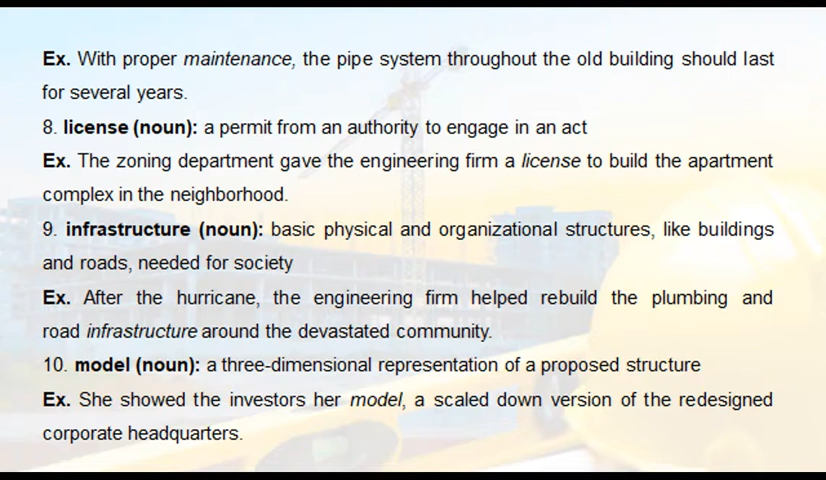 Ex. With proper maintenance, the pipe system throughout the old building should last
for several years.
8. license (noun): a permit from an authority to engage in an act
Ex. The zoning department gave the engineering firm a license to build the apartment
complex in the neighborhood.
9. infrastructure (noun): basic physical and organizational structures, like buildings
and roads, needed for society
Ex. After the hurricane, the engineering firm helped rebuild the plumbing and
road infrastructure around the devastated community.
10. model (noun): a three-dimensional representation of a proposed structure
Ex. She showed the investors her model, a scaled down version of the redesigned
corporate headquarters.